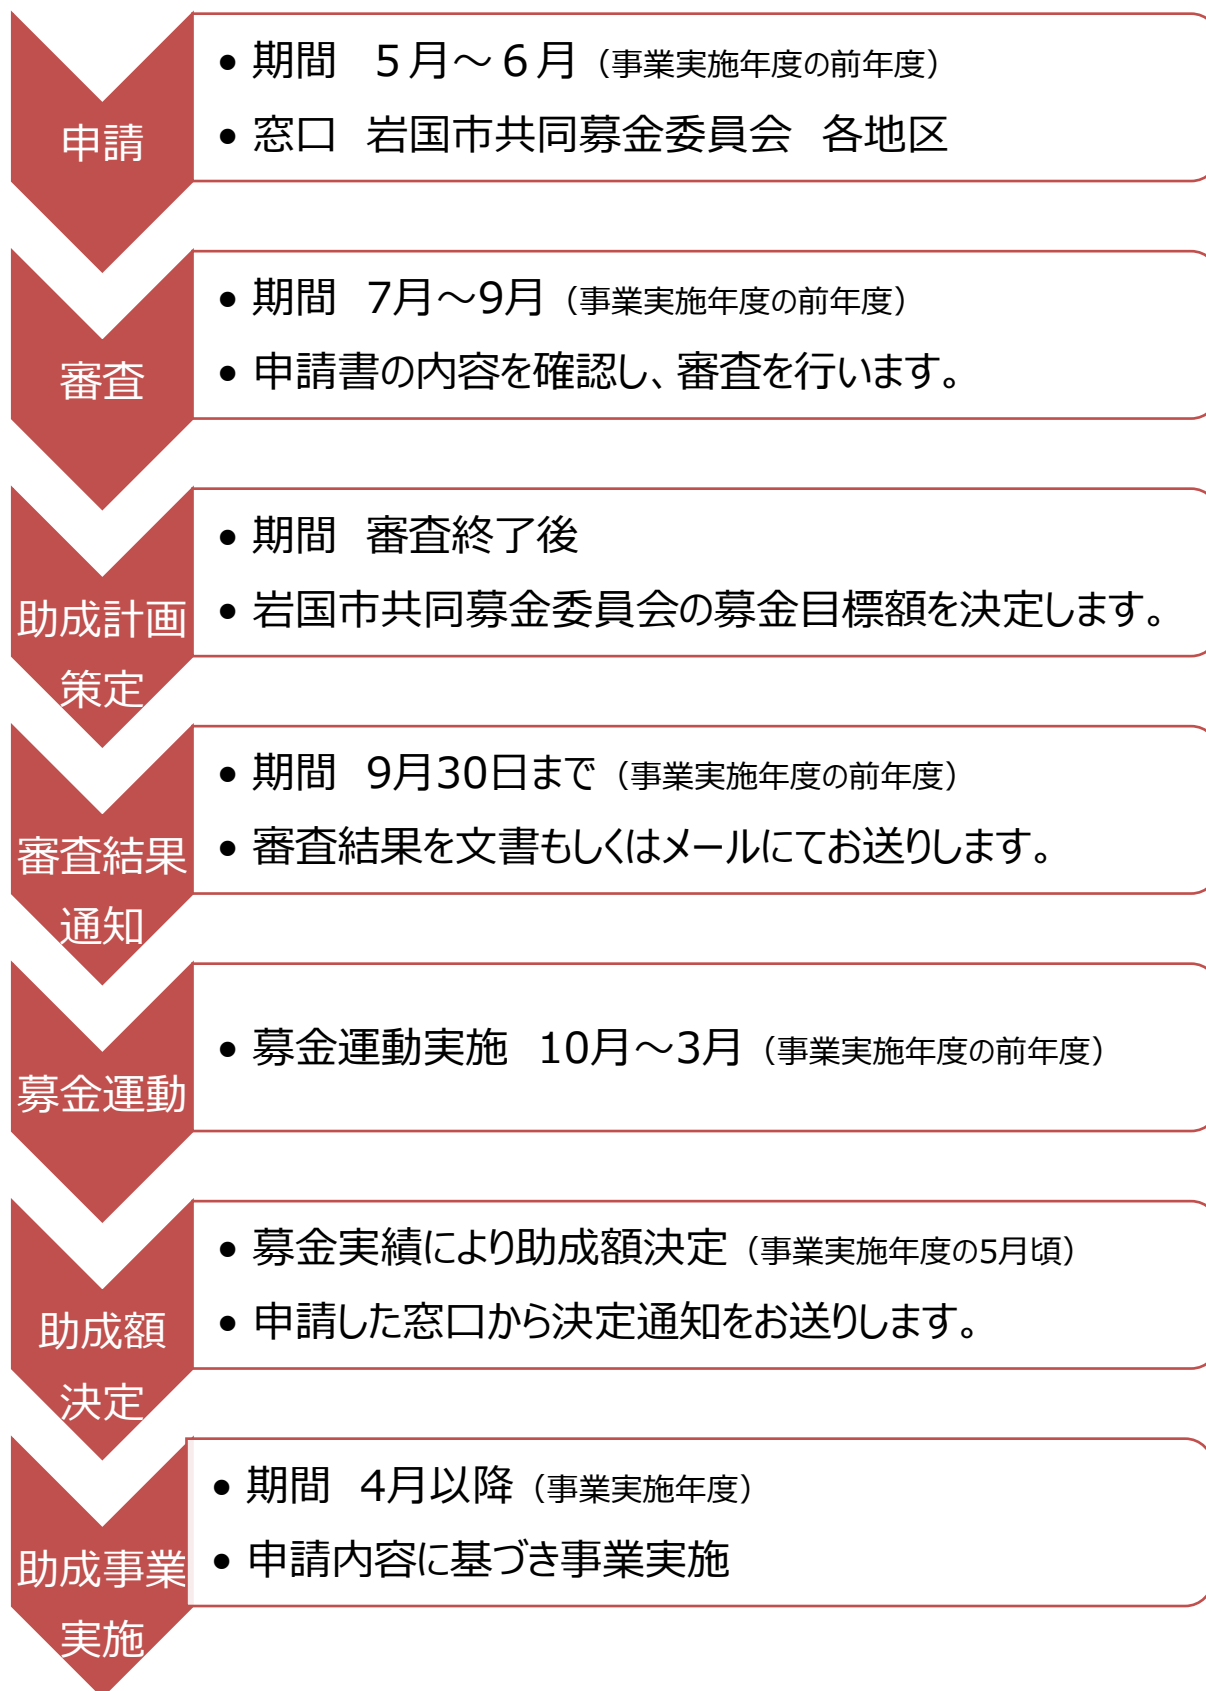 申請
• 期間　５月～６月（事業実施年度の前年度）
• 窓口　岩国市共同募金委員会　各地区
審査
• 期間　7月～9月（事業実施年度の前年度）
• 申請書の内容を確認し、審査を行います。
助成計画
策定
• 期間　審査終了後
• 岩国市共同募金委員会の募金目標額を決定します。
審査結果
通知
• 期間　9月30日まで（事業実施年度の前年度）
• 審査結果を文書もしくはメールにてお送りします。
募金運動
• 募金運動実施　10月～3月（事業実施年度の前年度）
助成額
決定
• 募金実績により助成額決定（事業実施年度の5月頃）
• 申請した窓口から決定通知をお送りします。
助成事業
実施
• 期間　4月以降（事業実施年度）
• 申請内容に基づき事業実施